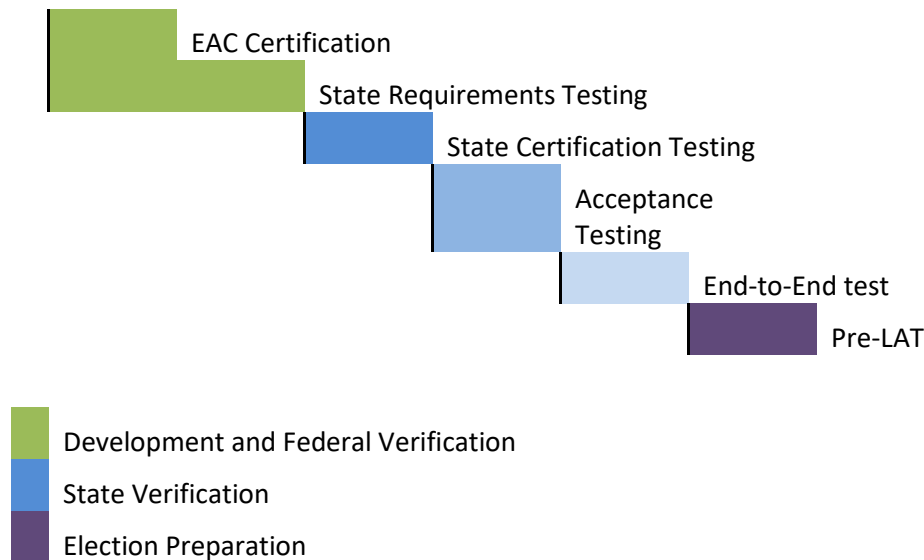 EAC Certification
State Requirements Testing
State Certification Testing
Acceptance
Testing
End-to-End test
Pre-LAT
Development and Federal Verification
State Verification
Election Preparation